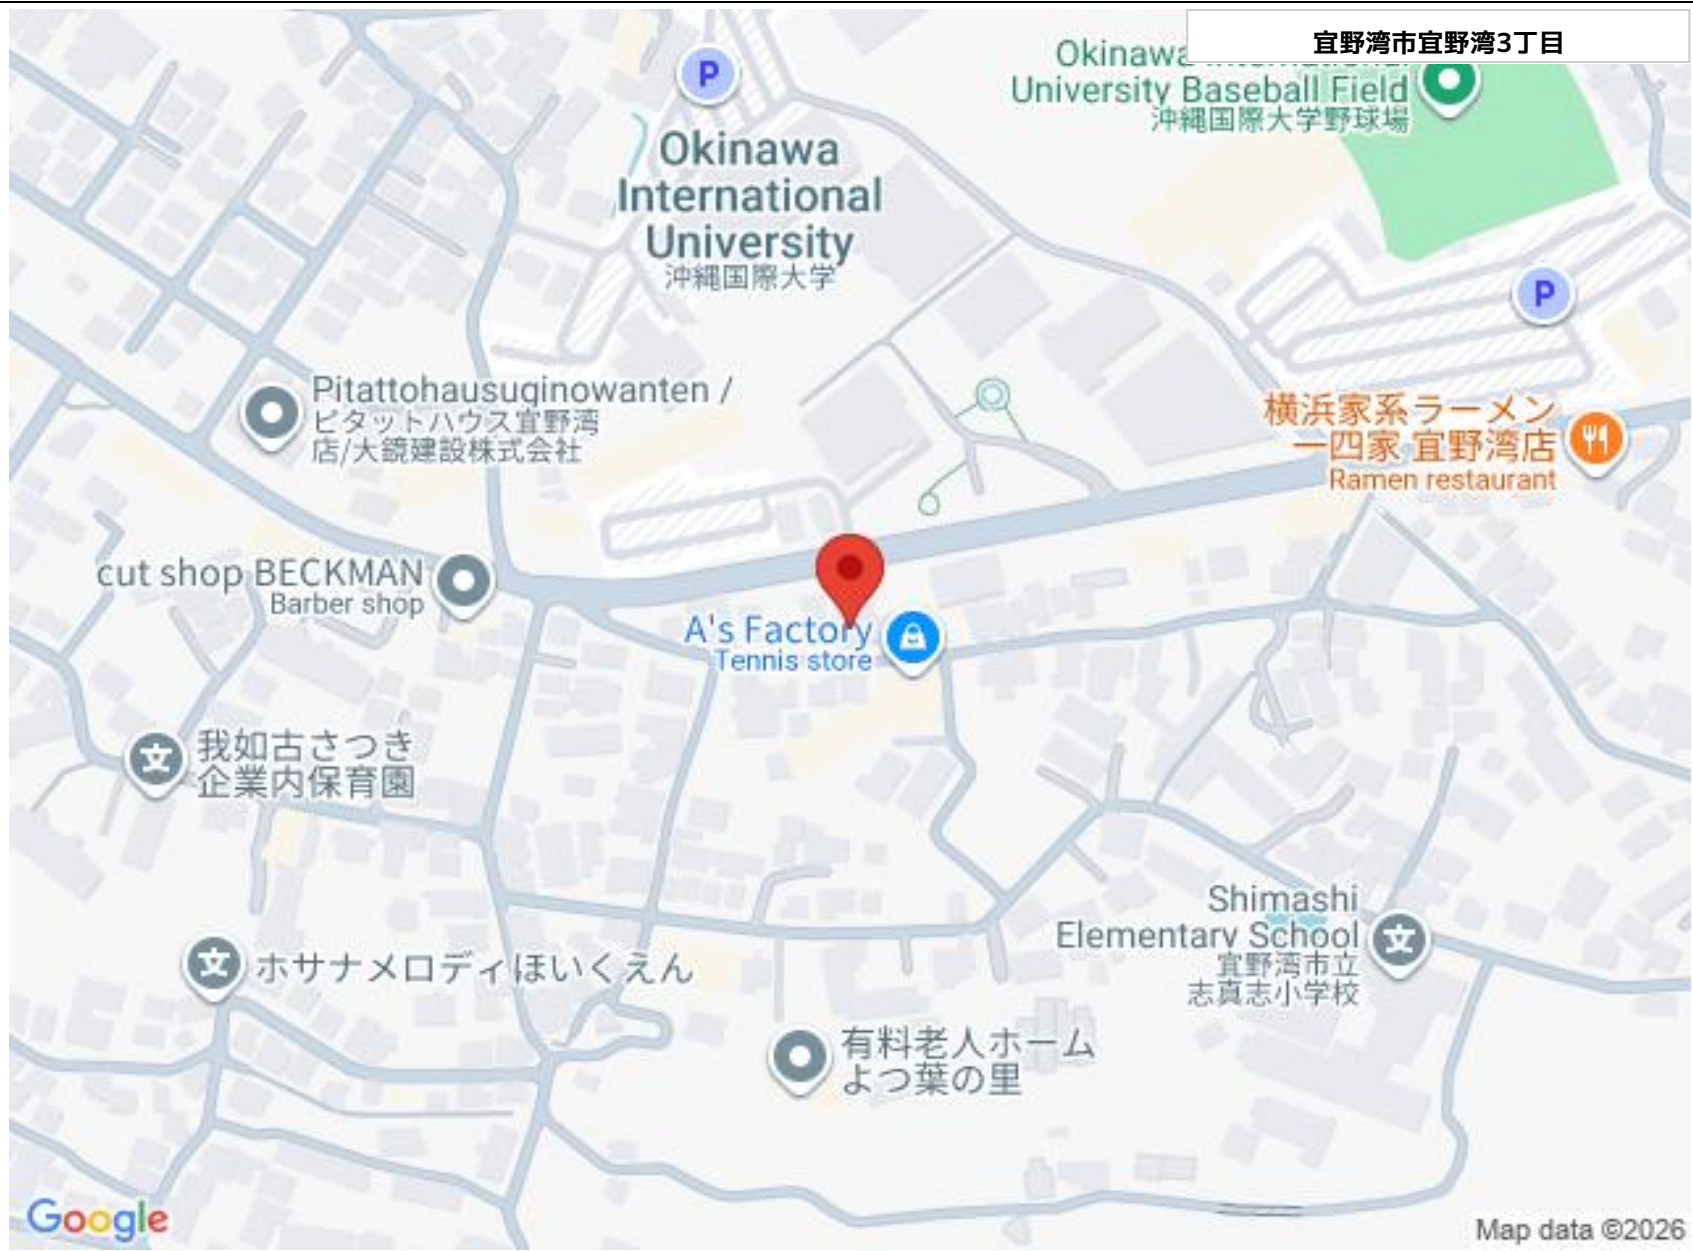 宜野湾市宜野湾3丁目
P
Okinawa International
University Baseball Field
沖縄国際大学野球場
Okinawa
International
University
沖縄国際大学
P
Pitattohausuginowanten /
ピタットハウス宜野湾
店/大鏡建設株式会社
横浜家系ラーメン
一四家 宜野湾店
Ramen restaurant
cut shop BECKMAN
Barber shop
A's Factory
Tennis store
文
我如古さつき
企業内保育園
Shimashi
Elementary School
宜野湾市立
志真志小学校
文
文
ホサナメロディほいくえん
有料老人ホーム
よつ葉の里
Google
Map data ©2026